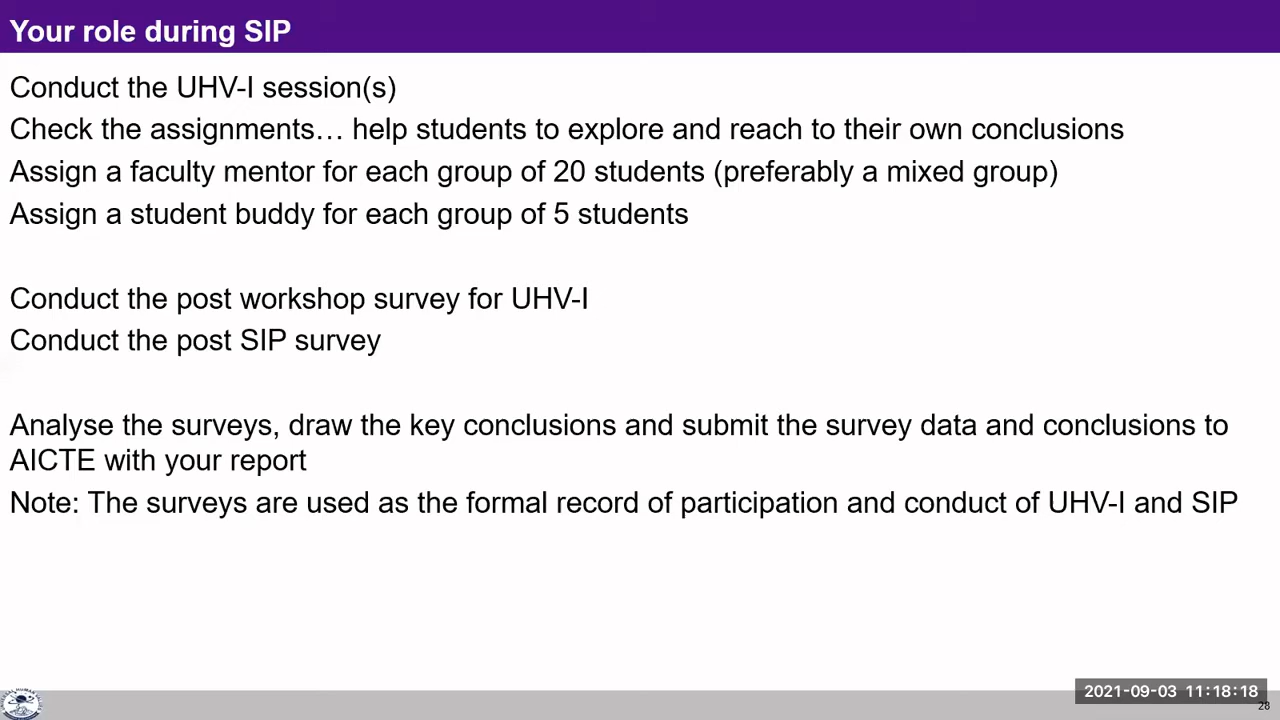 Your role during SIP
Conduct the UHV-I session(s)
Check the assignments… help students to explore and reach to their own conclusions
Assign a faculty mentor for each group of 20 students (preferably a mixed group)
Assign a student buddy for each group of 5 students
Conduct the post workshop survey for UHV-I
Conduct the post SIP survey
Analyse the surveys, draw the key conclusions and submit the survey data and conclusions to
AICTE with your report
Note: The surveys are used as the formal record of participation and conduct of UHV-I and SIP
2021-09-03 11:18:18
28